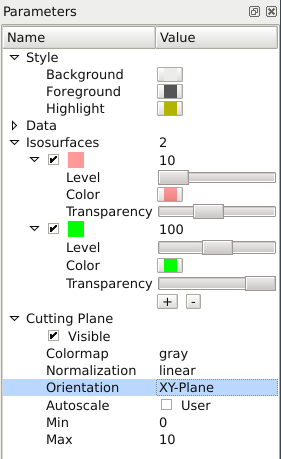 Parameters
Name Value
Style
Background
Foreground
Highlight
Data
Isosurfaces 2
10
Level
Color
Transparency
100
Level
Color
Transparency
+ -
Cutting Plane
Visible
Colormap gray
Normalization linear
Orientation XY-Plane
Autoscale User
Min 0
Max 10